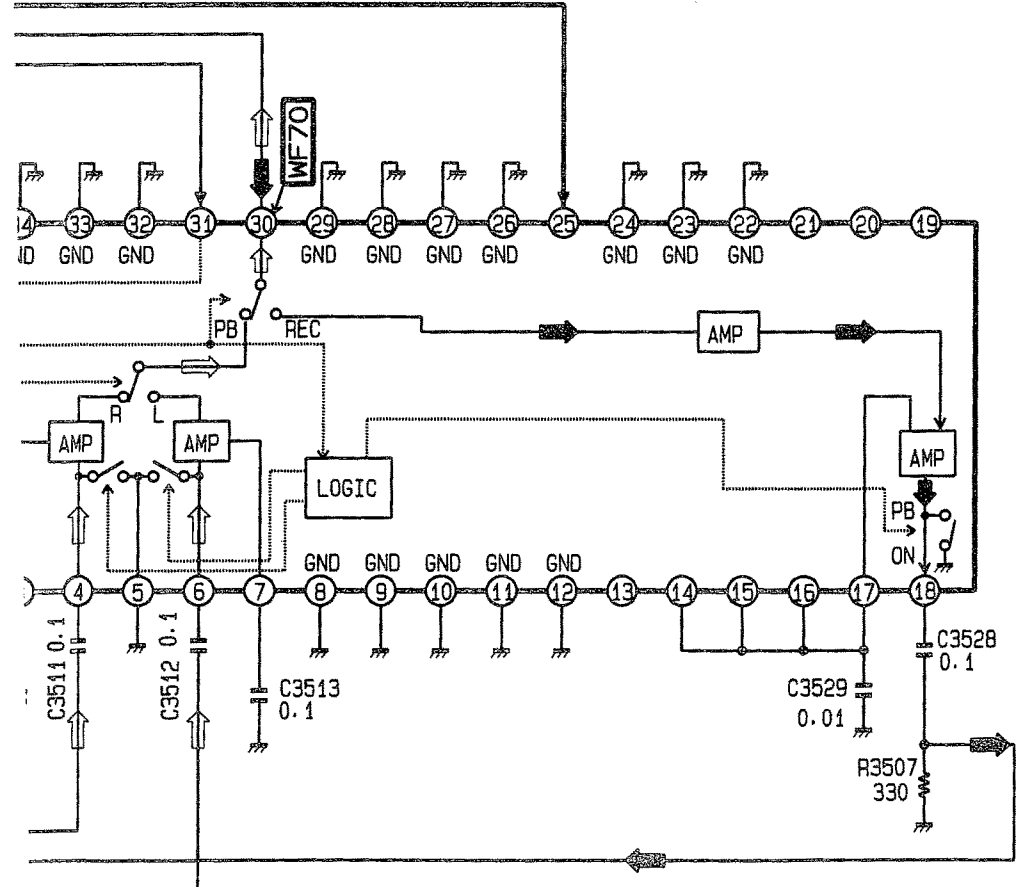 WF70
33 32 31 30 29 28 27 26 25 24 23 22 21 20 19
GND GND GND GND GND GND GND GND GND
PB REC
AMP
R L
AMP AMP
AMP
LOGIC
PB
ON
GND GND GND GND GND
4 5 6 7 8 9 10 11 12 13 14 15 16 17 18
C3511 0.1
C3512 0.1
C3513
0.1
C3529
0.01
C3528
0.1
R3507
330